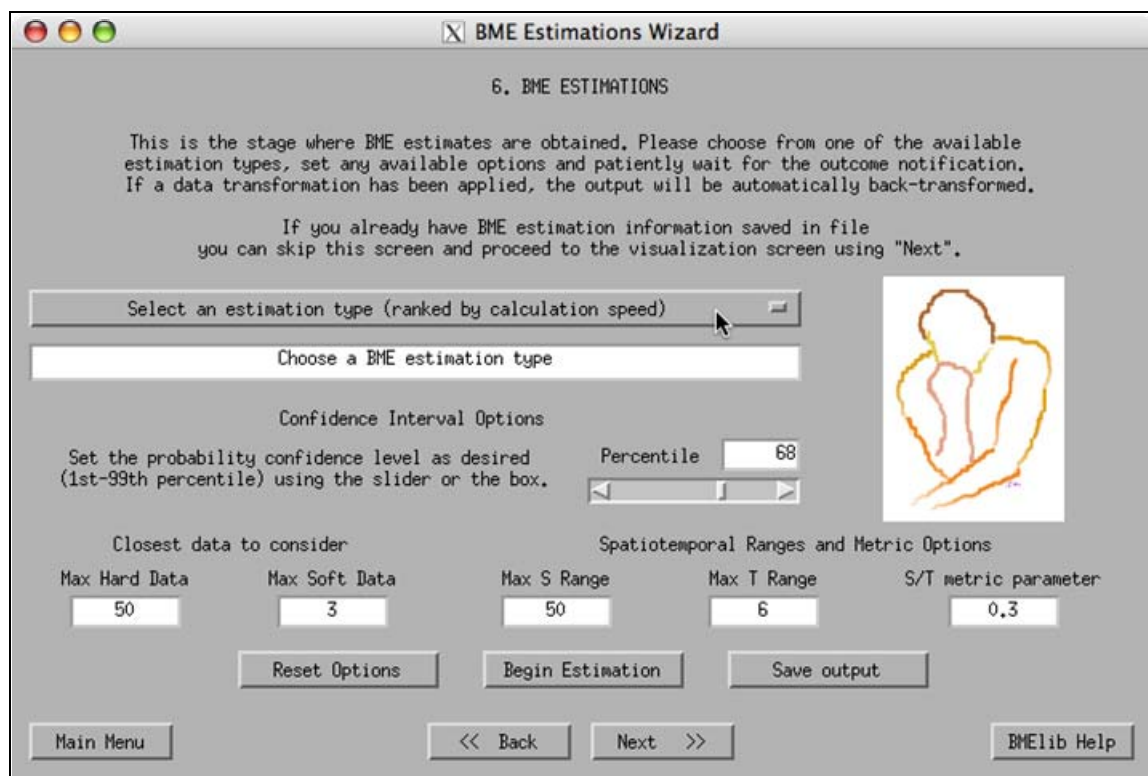 X BME Estimations Wizard
6. BME ESTIMATIONS
This is the stage where BME estimates are obtained. Please choose from one of the available
estimation types, set any available options and patiently wait for the outcome notification.
If a data transformation has been applied, the output will be automatically back-transformed.
If you already have BME estimation information saved in file
you can skip this screen and proceed to the visualization screen using "Next".
Select an estimation type (ranked by calculation speed)
Choose a BME estimation type
Confidence Interval Options
Set the probability confidence level as desired
(1st-99th percentile) using the slider or the box.
Percentile 68
Closest data to consider
Spatiotemporal Ranges and Metric Options
Max Hard Data Max Soft Data Max S Range Max T Range S/T metric parameter
50 3 50 6 0.3
Reset Options Begin Estimation Save output
Main Menu << Back Next >> BMElib Help